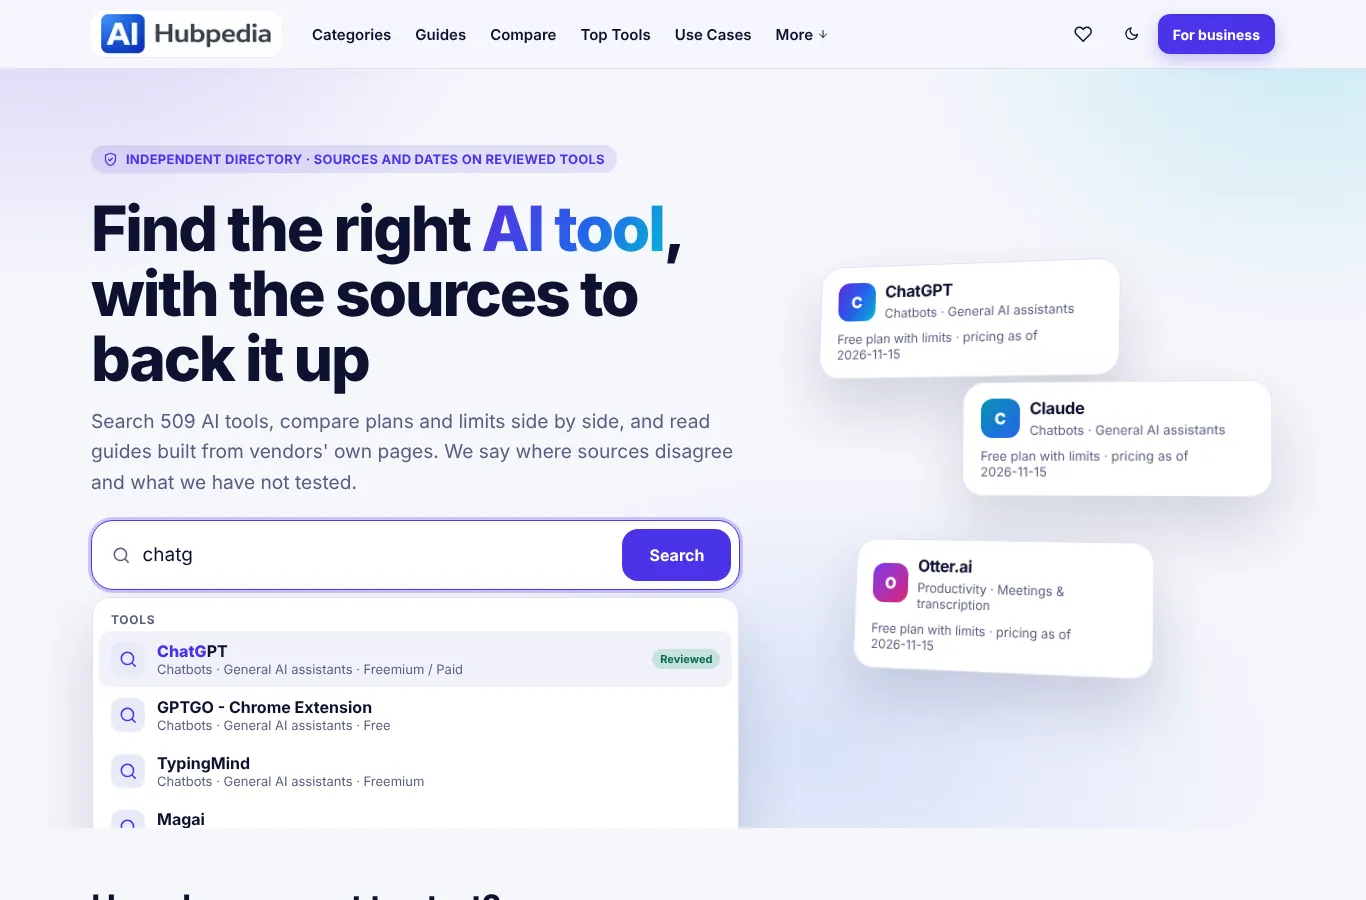 AI Hubpedia
Categories
Guides
Compare
Top Tools
Use Cases
More ↓
For business
INDEPENDENT DIRECTORY · SOURCES AND DATES ON REVIEWED TOOLS
Find the right AI tool,
with the sources to
back it up
Search 509 AI tools, compare plans and limits side by side, and read
guides built from vendors' own pages. We say where sources disagree
and what we have not tested.
chatg
Search
TOOLS
ChatGPT
Chatbots · General AI assistants · Freemium / Paid
Reviewed
GPTGO - Chrome Extension
Chatbots · General AI assistants · Free
TypingMind
Chatbots · General AI assistants · Freemium
Magai
C
ChatGPT
Chatbots · General AI assistants
Free plan with limits · pricing as of
2026-11-15
C
Claude
Chatbots · General AI assistants
Free plan with limits · pricing as of
2026-11-15
O
Otter.ai
Productivity · Meetings &
transcription
Free plan with limits · pricing as of
2026-11-15